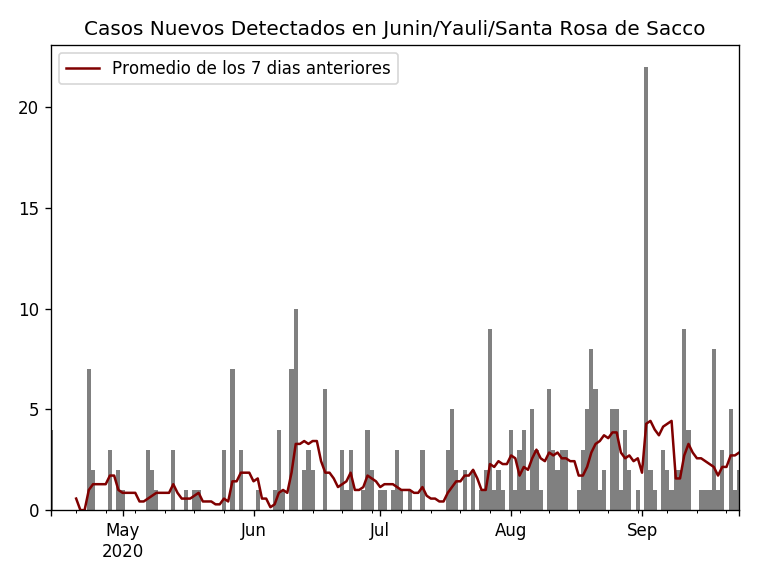 Casos Nuevos Detectados en Junin/Yauli/Santa Rosa de Sacco
Promedio de los 7 dias anteriores
20
15
10
5
0
May Jun Jul Aug Sep
2020